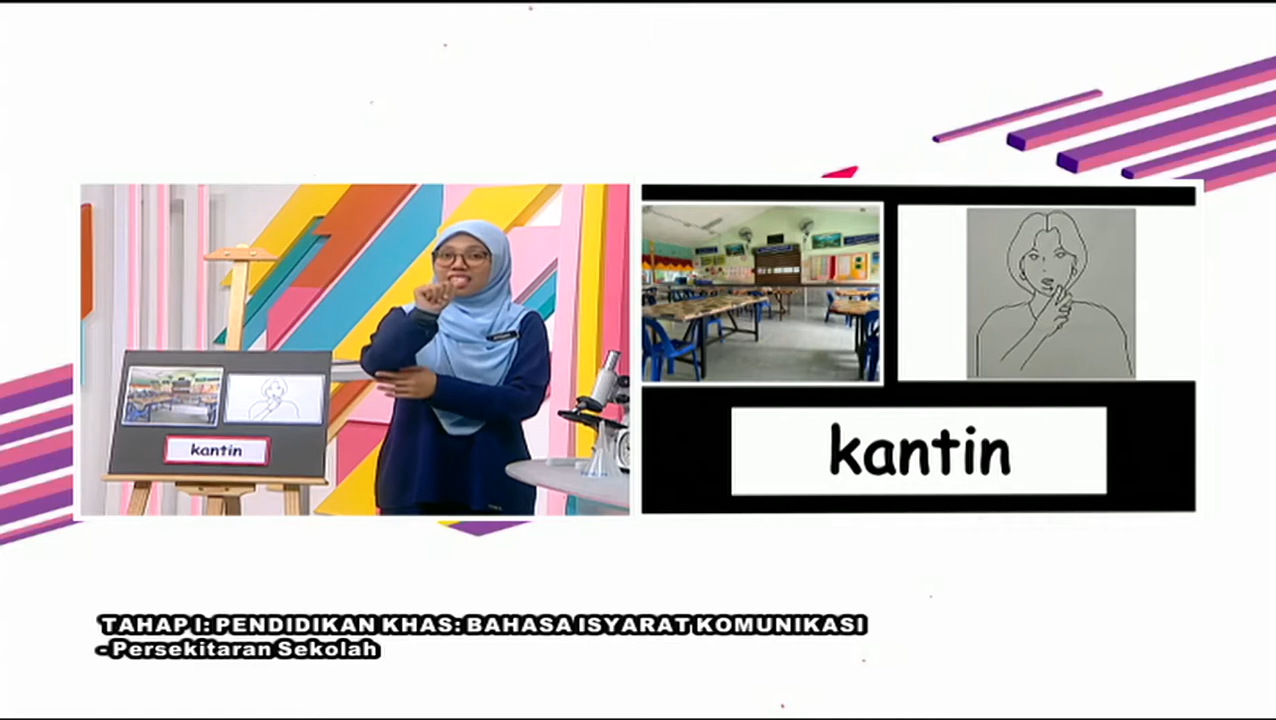 kantin
kantin
TAHAP I: PENDIDIKAN KHAS: BAHASA ISYARAT KOMUNIKASI
- Persekitaran Sekolah